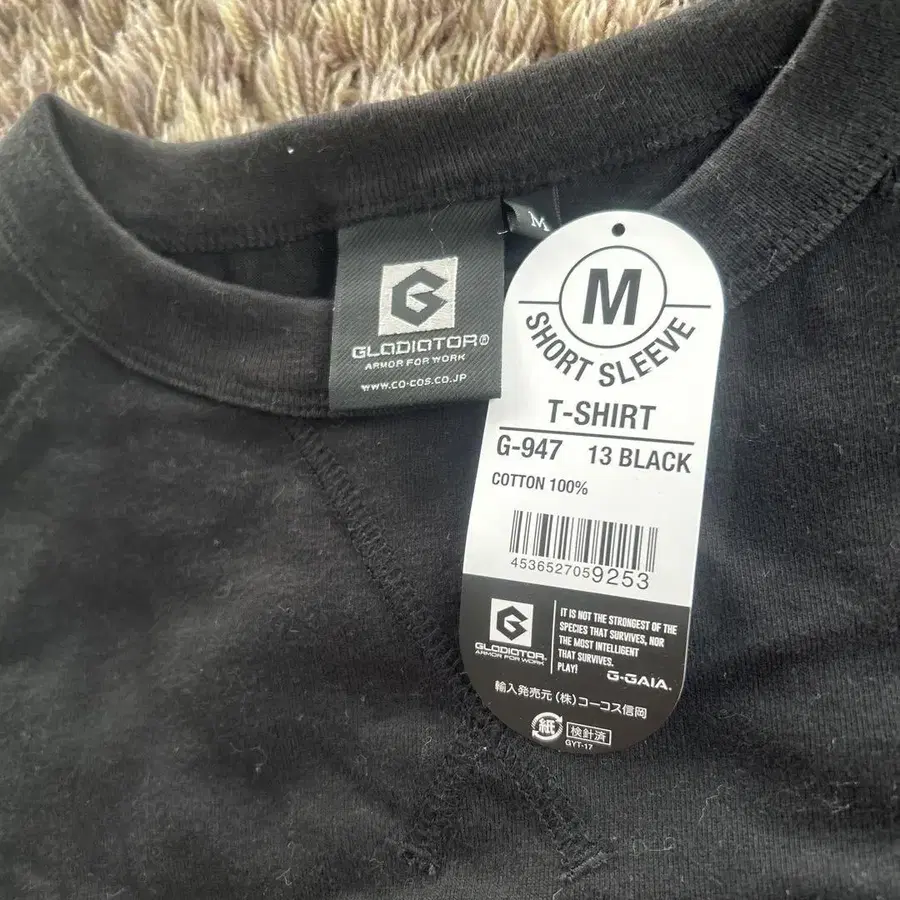 G
GLADIATOR®
ARMOR FOR WORK
WWW.CO-COS.CO.JP
M
M
SHORT SLEEVE
T-SHIRT
G-947 13 BLACK
COTTON 100%
4536527059253
G
GLADIATOR.
ARMOR FOR WORK
IT IS NOT THE STRONGEST OF THE
SPECIES THAT SURVIVES, NOR
THE MOST INTELLIGENT
THAT SURVIVES.
PLAY!
G-GAIA.
輸入発売元 (株)コーコス信岡
紙
検針済
GYT-17